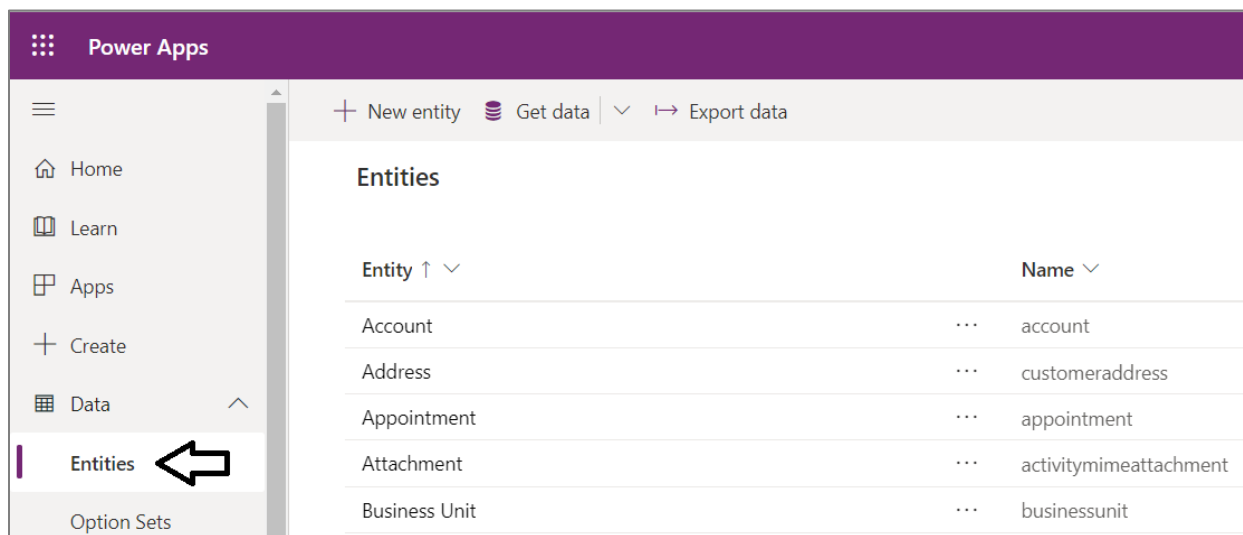 Power Apps
New entity Get data Export data
Home
Learn
Apps
Create
Data
Entities
Option Sets
Entities
Entity Name
Account account
Address customeraddress
Appointment appointment
Attachment activitymimeattachment
Business Unit businessunit